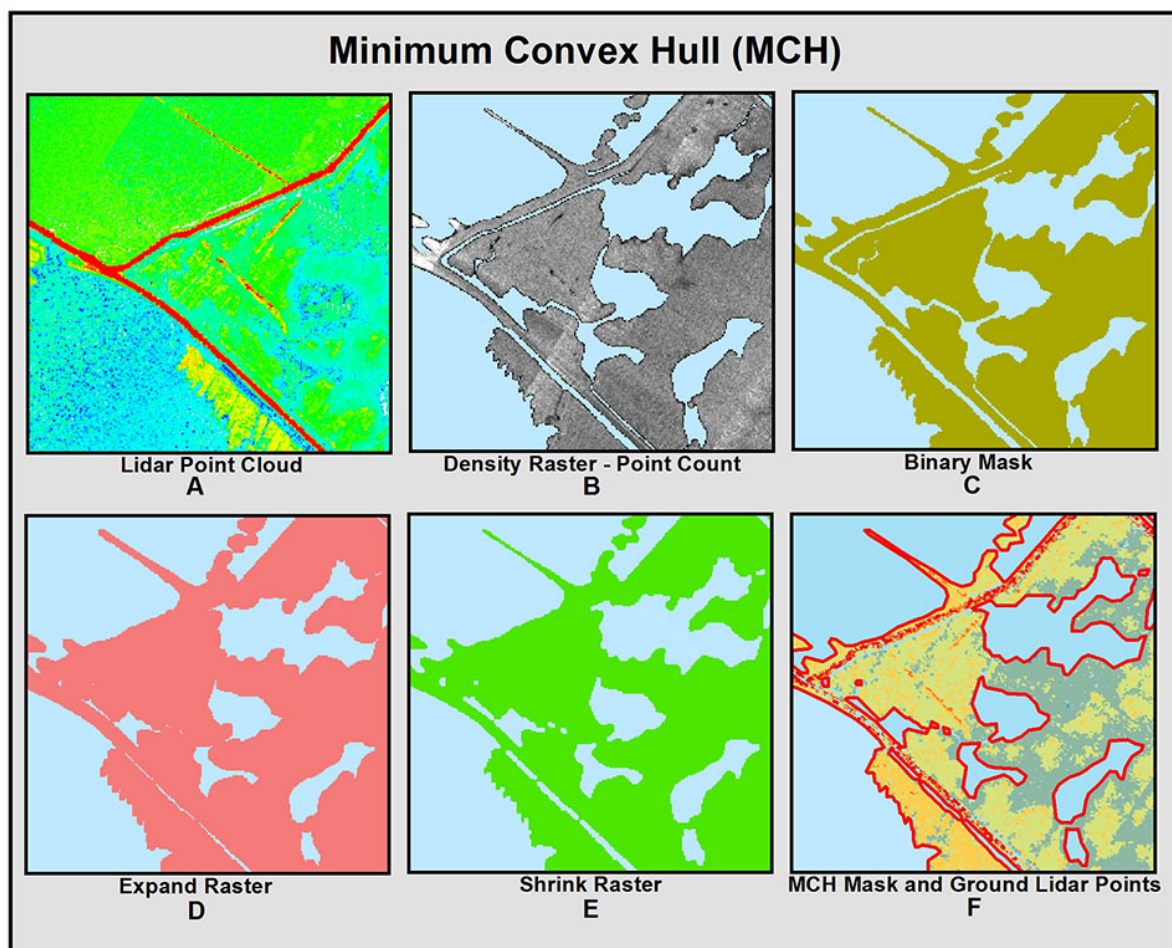 Minimum Convex Hull (MCH)
Lidar Point Cloud
A
Density Raster - Point Count
B
Binary Mask
C
Expand Raster
D
Shrink Raster
E
MCH Mask and Ground Lidar Points
F